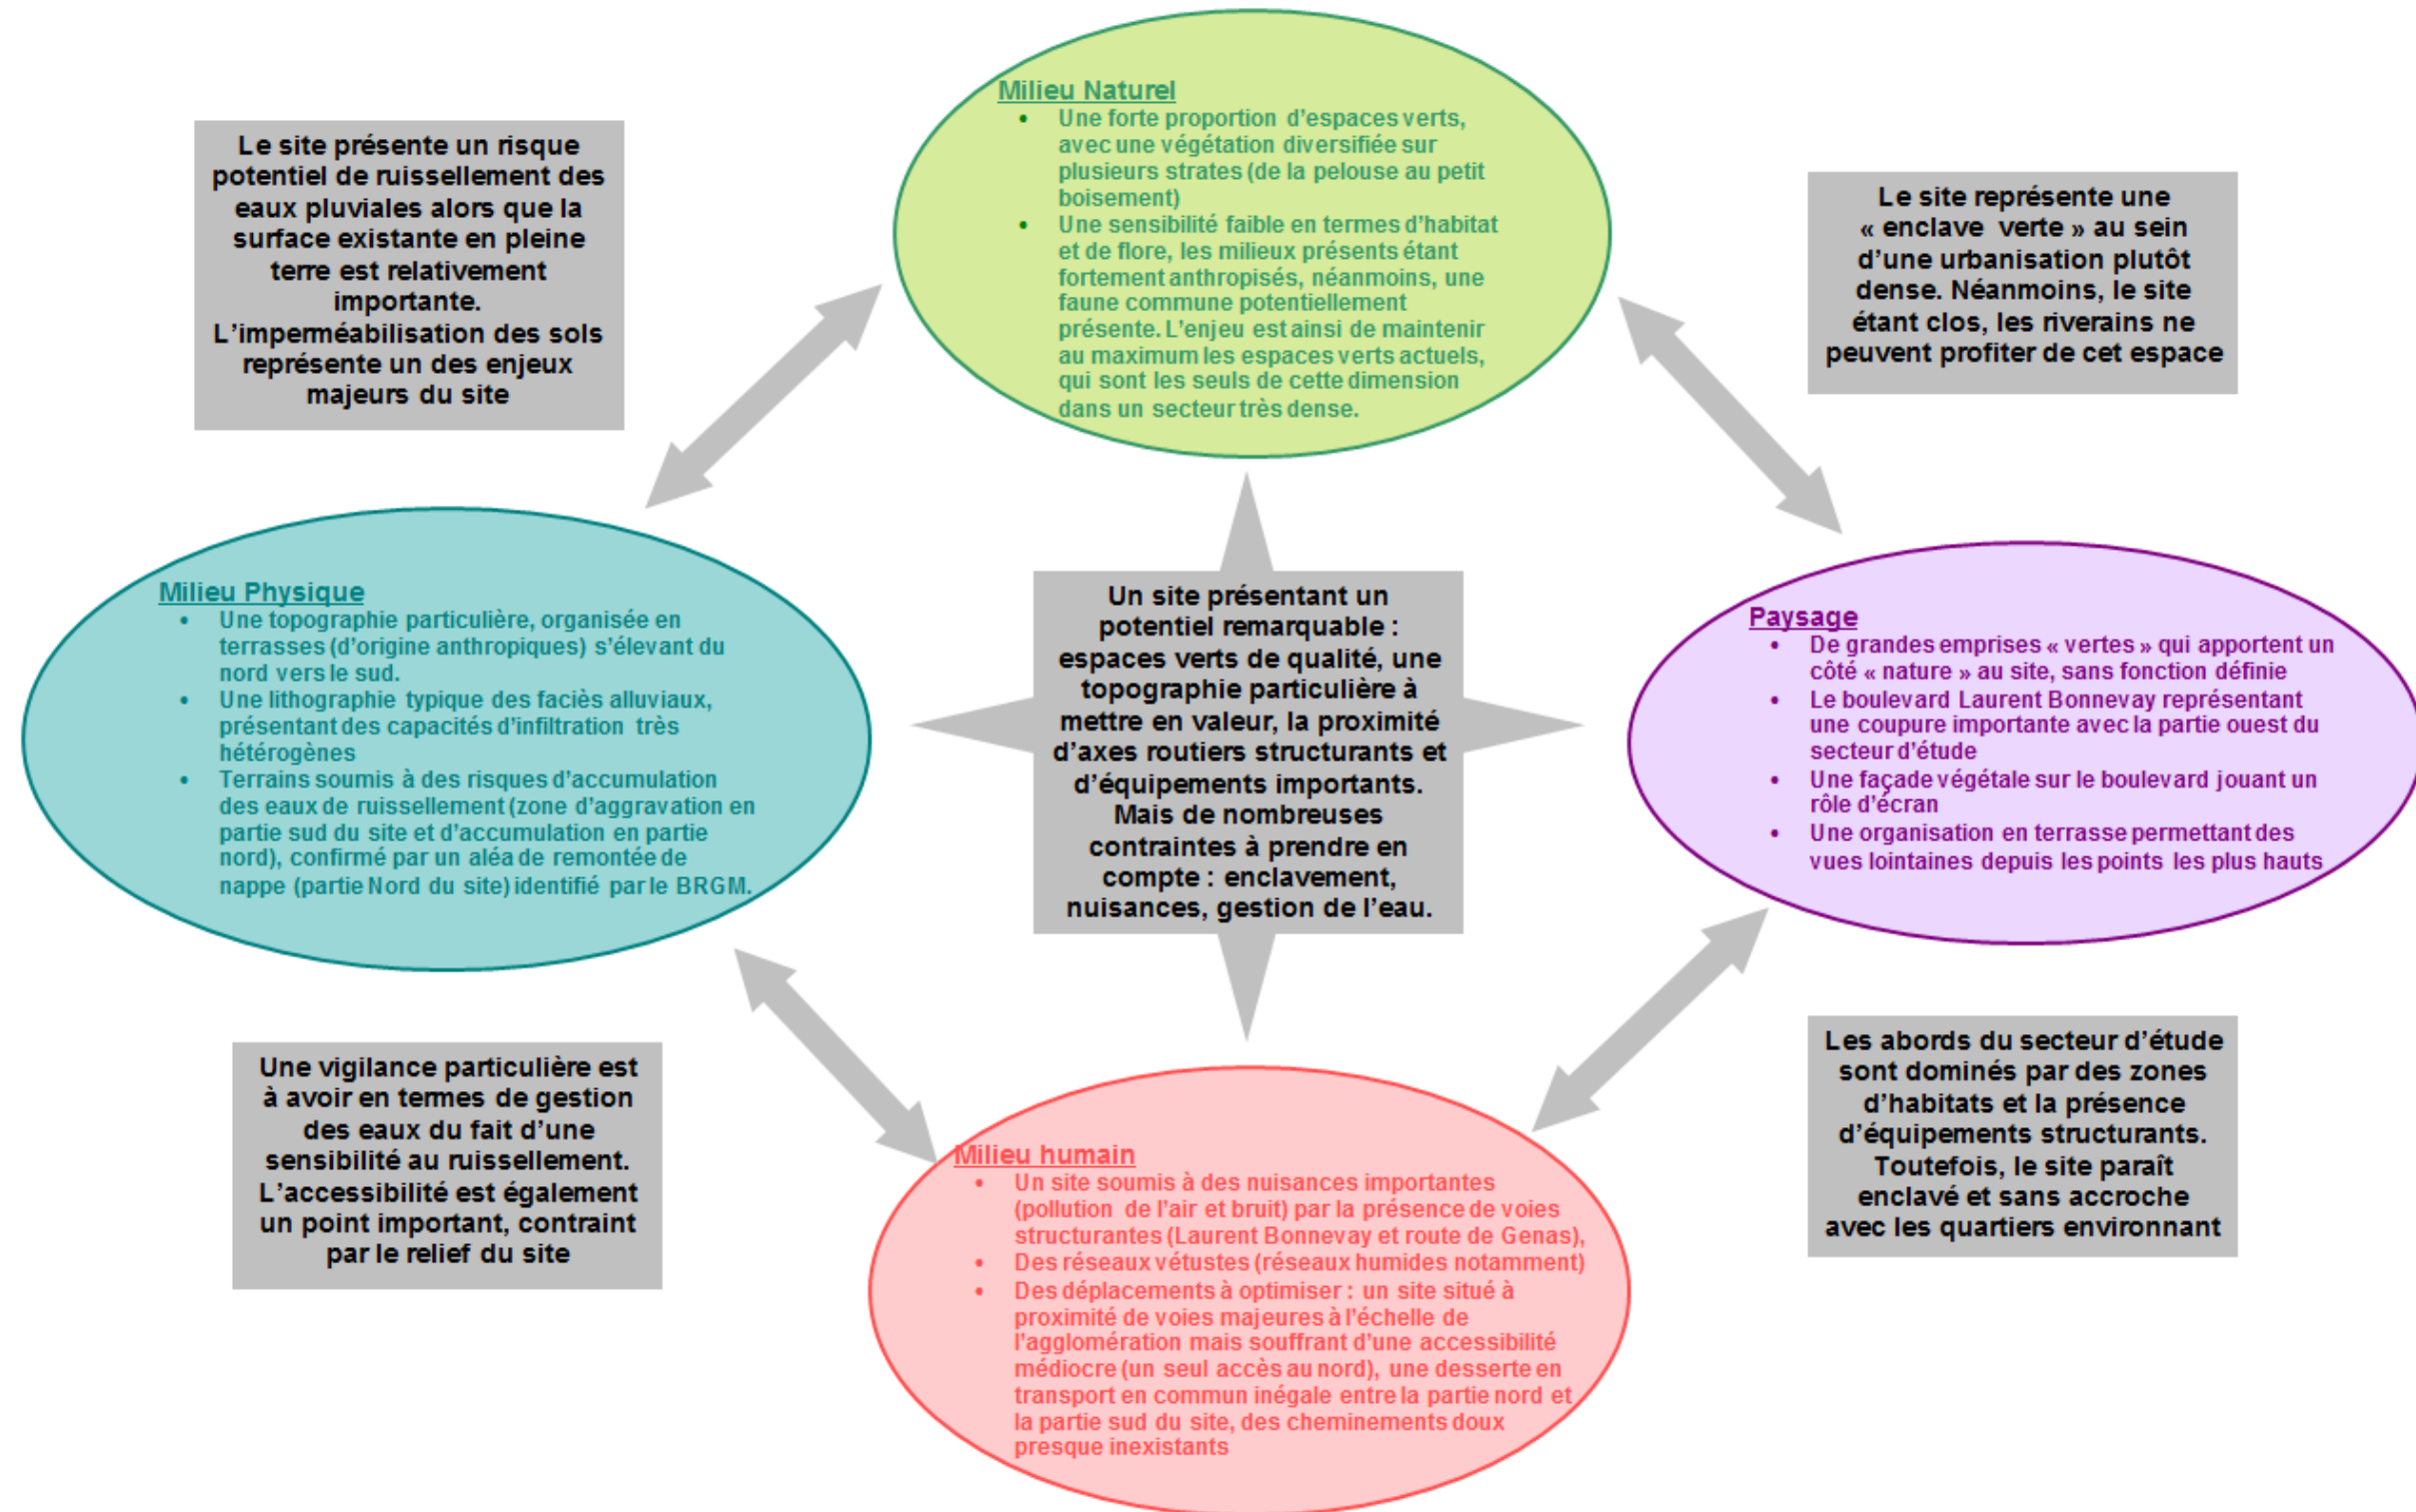 Milieu Naturel
• Une forte proportion d'espaces verts,
avec une végétation diversifiée sur
plusieurs strates (de la pelouse au petit
boisement)
• Une sensibilité faible en termes d'habitat
et de flore, les milieux présents étant
fortement anthropisés, néanmoins, une
faune commune potentiellement
présente. L'enjeu est ainsi de maintenir
au maximum les espaces verts actuels,
qui sont les seuls de cette dimension
dans un secteur très dense.
Le site présente un risque
potentiel de ruissellement des
eaux pluviales alors que la
surface existante en pleine
terre est relativement
importante.
L'imperméabilisation des sols
représente un des enjeux
majeurs du site
Le site représente une
« enclave verte » au sein
d'une urbanisation plutôt
dense. Néanmoins, le site
étant clos, les riverains ne
peuvent profiter de cet espace
Milieu Physique
• Une topographie particulière, organisée en
terrasses (d'origine anthropiques) s'élevant du
nord vers le sud.
• Une lithographie typique des faciès alluviaux,
présentant des capacités d'infiltration très
hétérogènes
• Terrains soumis à des risques d'accumulation
des eaux de ruissellement (zone d'aggravation en
partie sud du site et d'accumulation en partie
nord), confirmé par un aléa de remontée de
nappe (partie Nord du site) identifié par le BRGM.
Un site présentant un
potentiel remarquable :
espaces verts de qualité, une
topographie particulière à
mettre en valeur, la proximité
d'axes routiers structurants et
d'équipements importants.
Mais de nombreuses
contraintes à prendre en
compte : enclavement,
nuisances, gestion de l'eau.
Paysage
• De grandes emprises « vertes » qui apportent un
côté « nature » au site, sans fonction définie
• Le boulevard Laurent Bonnevay représentant
une coupure importante avec la partie ouest du
secteur d'étude
• Une façade végétale sur le boulevard jouant un
rôle d'écran
• Une organisation en terrasse permettant des
vues lointaines depuis les points les plus hauts
Une vigilance particulière est
à avoir en termes de gestion
des eaux du fait d'une
sensibilité au ruissellement.
L'accessibilité est également
un point important, contraint
par le relief du site
Milieu humain
• Un site soumis à des nuisances importantes
(pollution de l'air et bruit) par la présence de voies
structurantes (Laurent Bonnevay et route de Genas),
• Des réseaux vétustes (réseaux humides notamment)
• Des déplacements à optimiser : un site situé à
proximité de voies majeures à l'échelle de
l'agglomération mais souffrant d'une accessibilité
médiocre (un seul accès au nord), une desserte en
transport en commun inégale entre la partie nord et
la partie sud du site, des cheminements doux
presque inexistants
Les abords du secteur d'étude
sont dominés par des zones
d'habitats et la présence
d'équipements structurants.
Toutefois, le site paraît
enclavé et sans accroche
avec les quartiers environnant